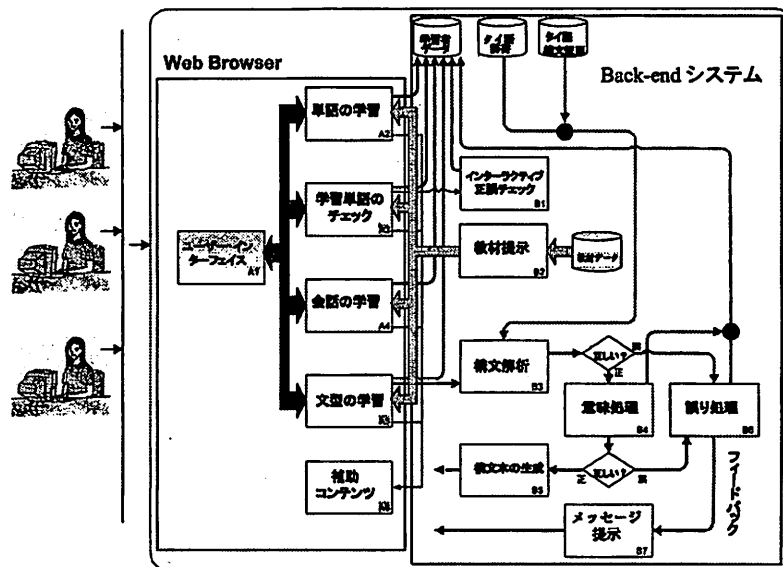 Web Browser
Back-end システム
学習者
データ
タイ語
タイ語
単語の学習
A2
学習単語の
チェック
インターラクティブ
正誤チェック
B1
ユーザーイン
ターフェイス
A1
教材提示
B2
教材データ
会話の学習
A4
構文解析
B3
正しい?
正
誤
文型の学習
意味処理
B4
誤り処理
B6
補助
コンテンツ
構文木の生成
B5
正
正しい?
誤
フィードバック
メッセージ
提示
B7